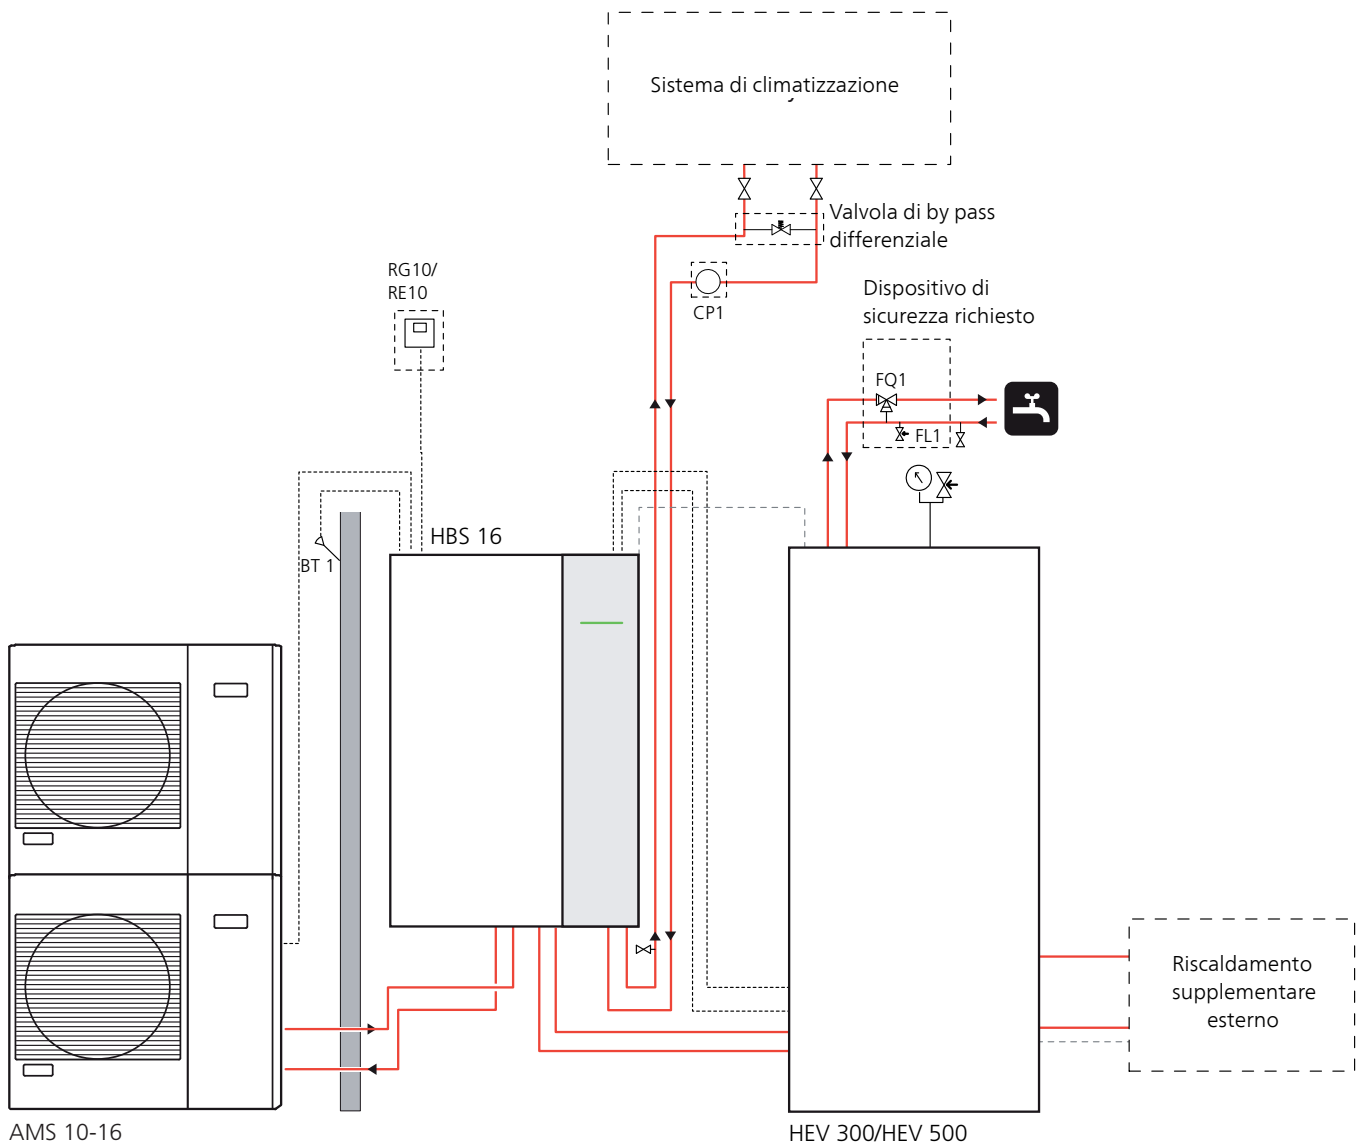 Sistema di climatizzazione
Valvola di by pass
differenziale
RG10/
RE10
CP1
Dispositivo di
sicurezza richiesto
FQ1
FL1
HBS 16
BT 1
Riscaldamento
supplementare
esterno
AMS 10-16
HEV 300/HEV 500